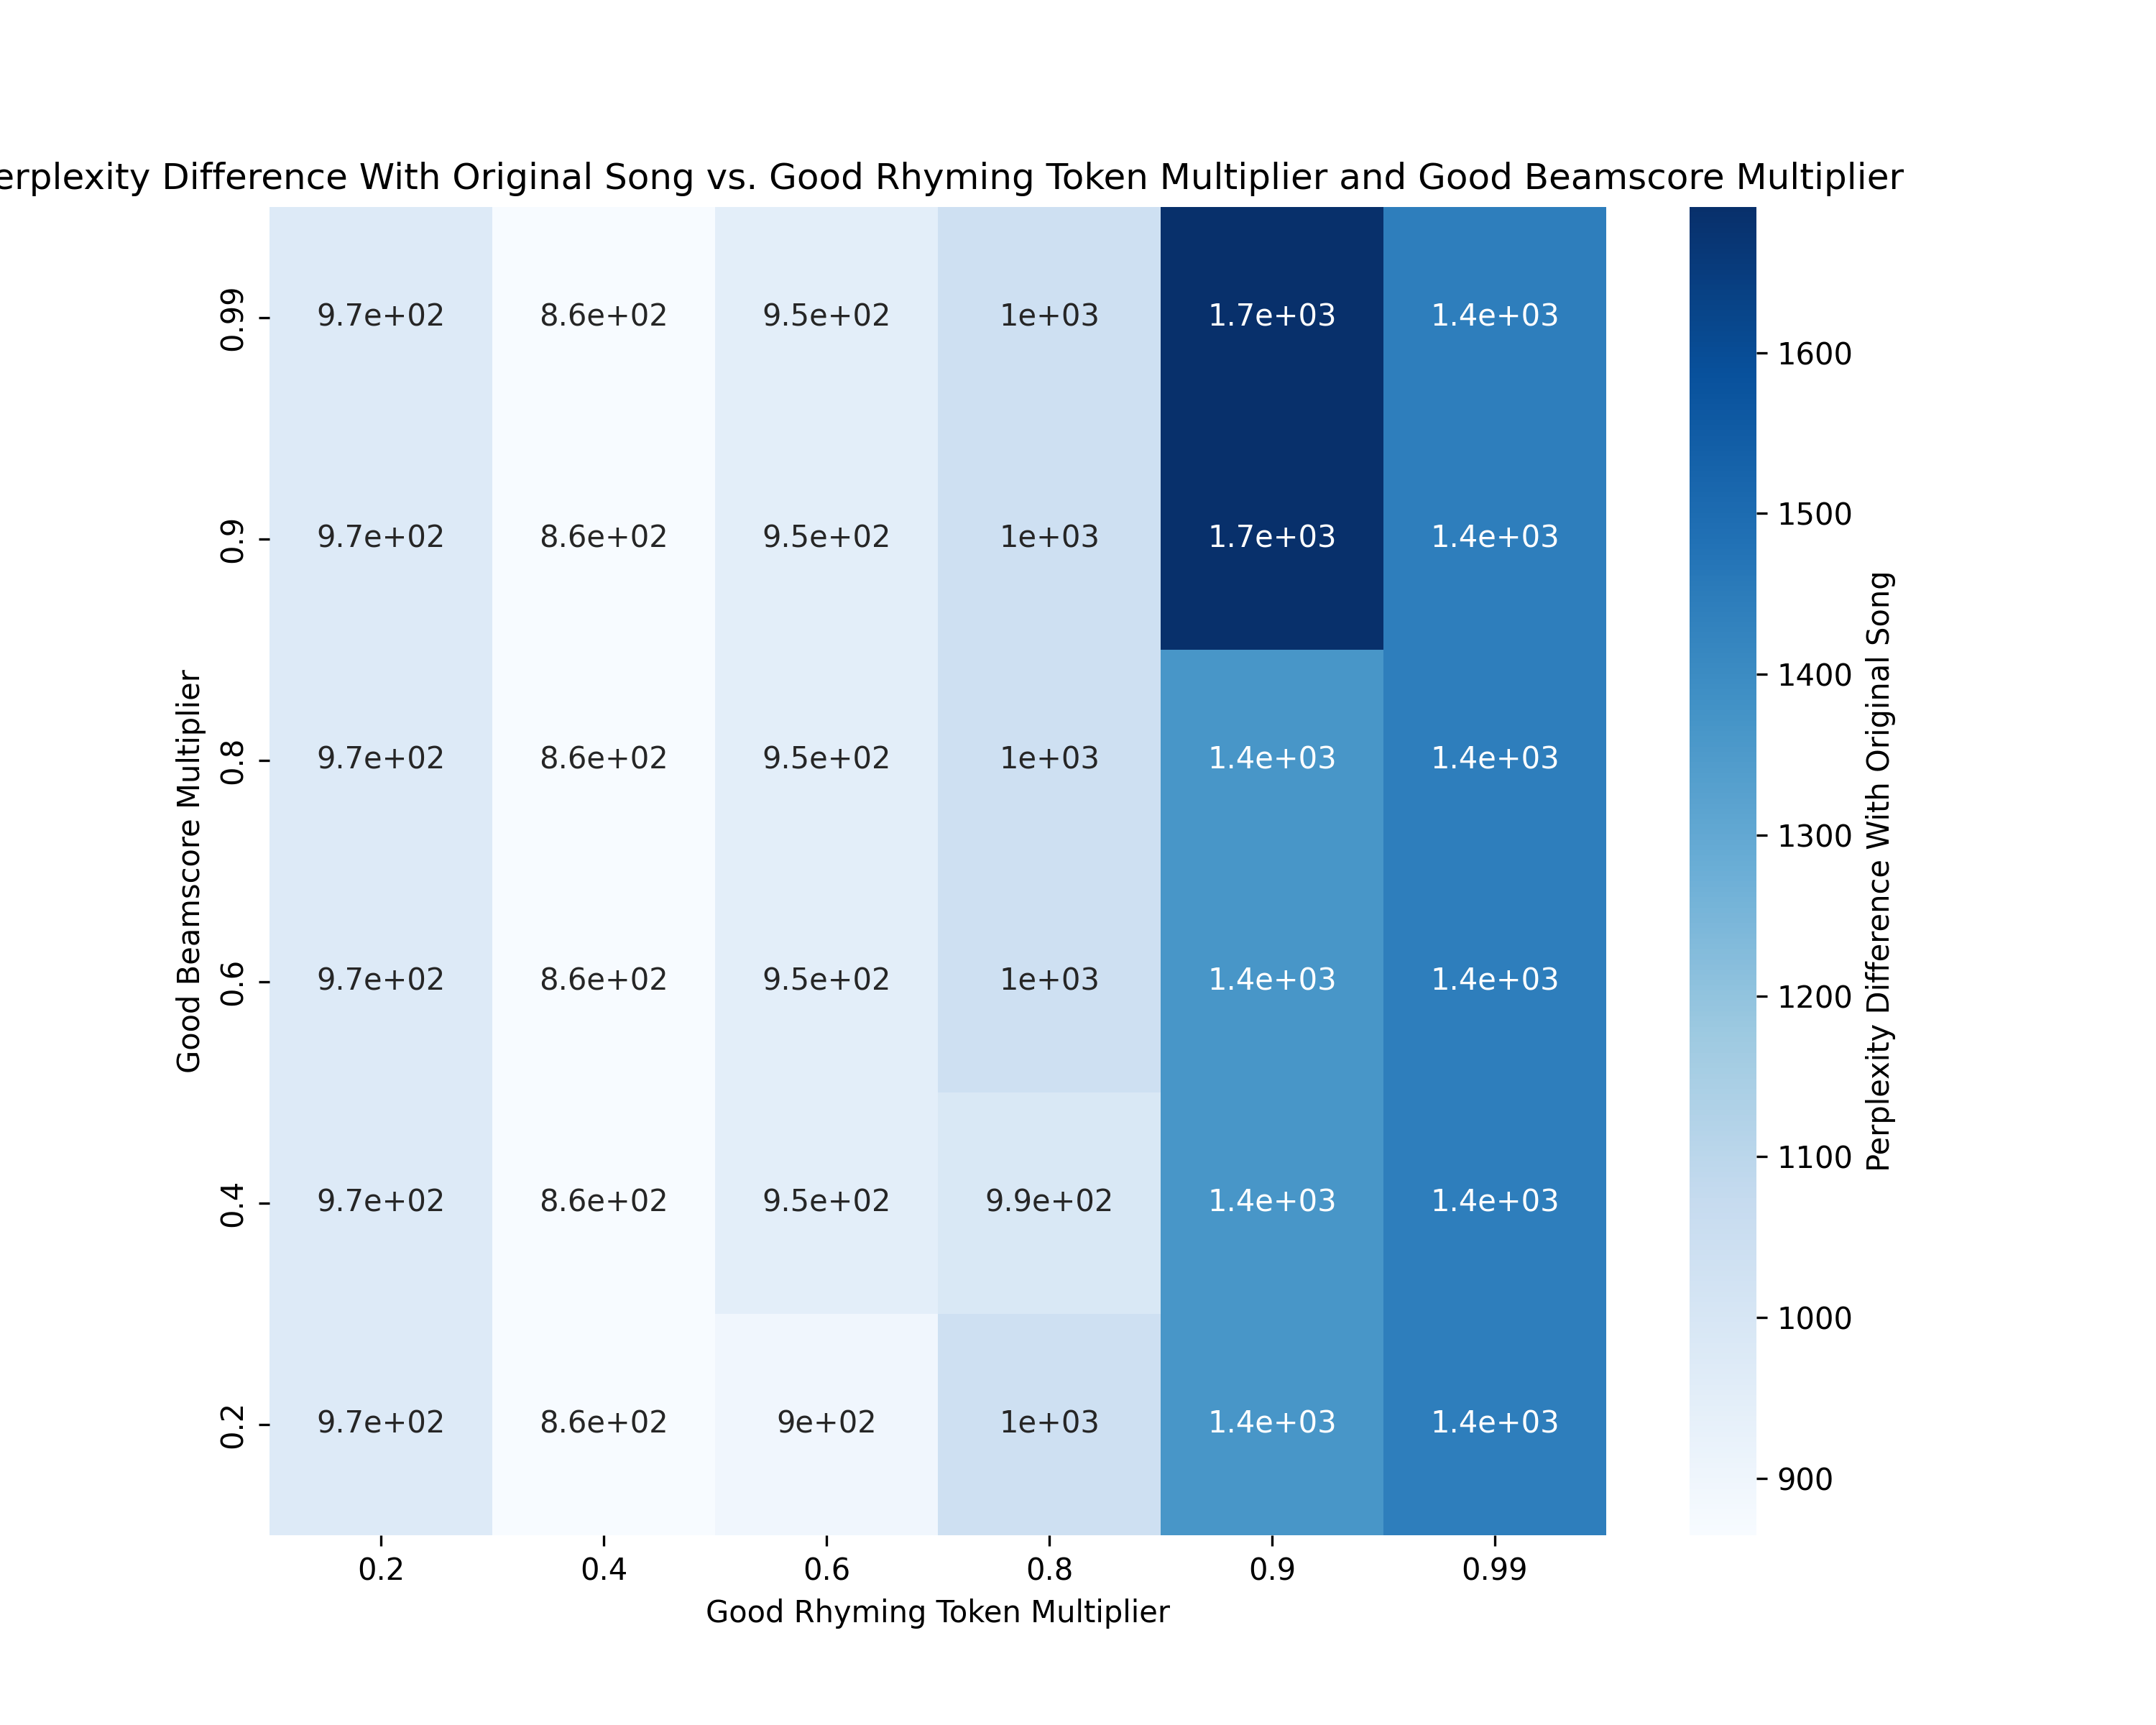 erplexity Difference With Original Song vs. Good Rhyming Token Multiplier and Good Beamscore Multiplier
0.99 9.7e+02 8.6e+02 9.5e+02 1e+03 1.7e+03 1.4e+03
0.9 9.7e+02 8.6e+02 9.5e+02 1e+03 1.7e+03 1.4e+03
0.8 9.7e+02 8.6e+02 9.5e+02 1e+03 1.4e+03 1.4e+03
0.6 9.7e+02 8.6e+02 9.5e+02 1e+03 1.4e+03 1.4e+03
0.4 9.7e+02 8.6e+02 9.5e+02 9.9e+02 1.4e+03 1.4e+03
0.2 9.7e+02 8.6e+02 9e+02 1e+03 1.4e+03 1.4e+03
Good Beamscore Multiplier
0.2 0.4 0.6 0.8 0.9 0.99
Good Rhyming Token Multiplier
1600
1500
1400
1300
1200
1100
1000
900
Perplexity Difference With Original Song